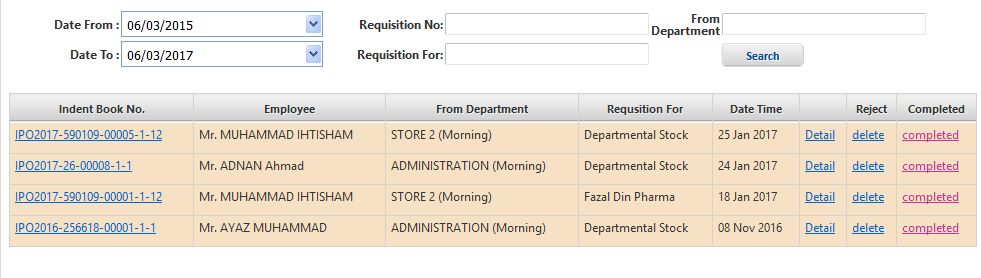 Date From : 06/03/2015 Requisition No: From Department
Date To : 06/03/2017 Requisition For: Search
Indent Book No. Employee From Department Requsition For Date Time Reject Completed
IPO2017-590109-00005-1-12 Mr. MUHAMMAD IHTISHAM STORE 2 (Morning) Departmental Stock 25 Jan 2017 Detail delete completed
IPO2017-26-00008-1-1 Mr. ADNAN Ahmad ADMINISTRATION (Morning) Departmental Stock 24 Jan 2017 Detail delete completed
IPO2017-590109-00001-1-12 Mr. MUHAMMAD IHTISHAM STORE 2 (Morning) Fazal Din Pharma 18 Jan 2017 Detail delete completed
IPO2016-256618-00001-1-1 Mr. AYAZ MUHAMMAD ADMINISTRATION (Morning) Departmental Stock 08 Nov 2016 Detail delete completed